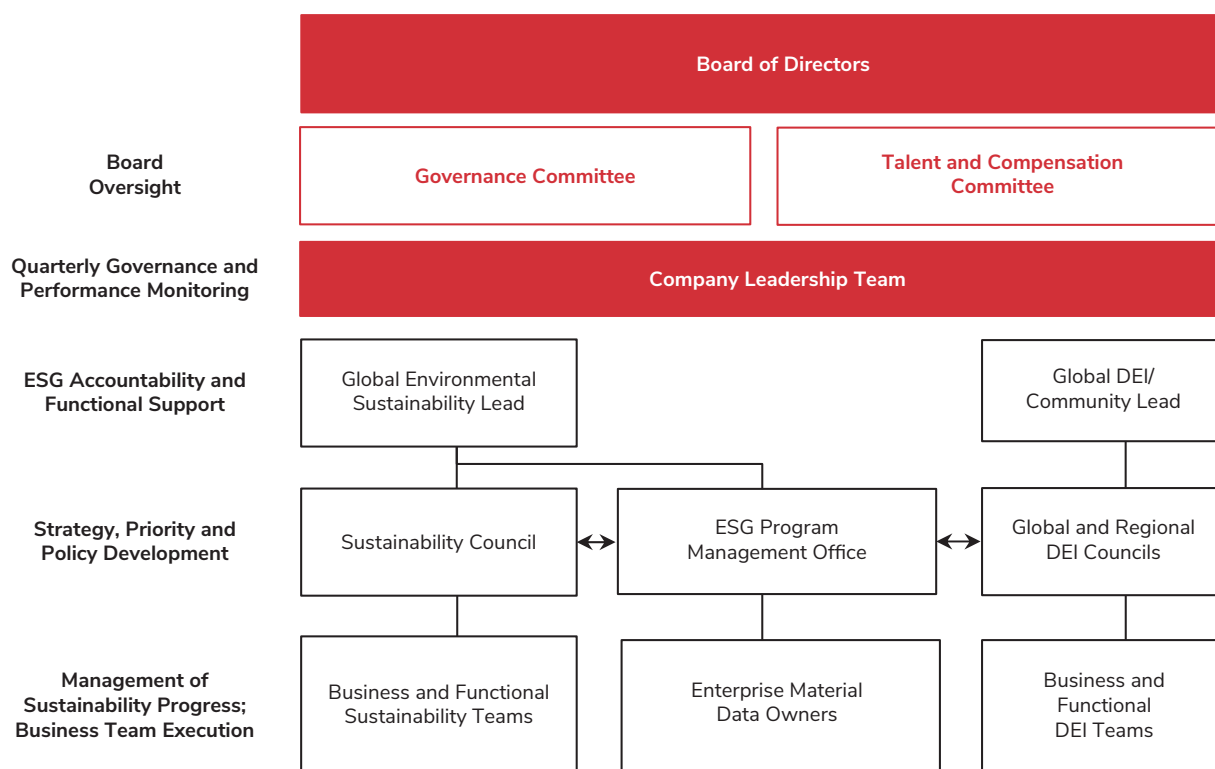 Board of Directors
Board
Oversight
Governance Committee
Talent and Compensation
Committee
Quarterly Governance and
Performance Monitoring
Company Leadership Team
ESG Accountability and
Functional Support
Global Environmental
Sustainability Lead
Global DEI/
Community Lead
Strategy, Priority and
Policy Development
Sustainability Council
ESG Program
Management Office
Global and Regional
DEI Councils
Management of
Sustainability Progress;
Business Team Execution
Business and Functional
Sustainability Teams
Enterprise Material
Data Owners
Business and
Functional
DEI Teams